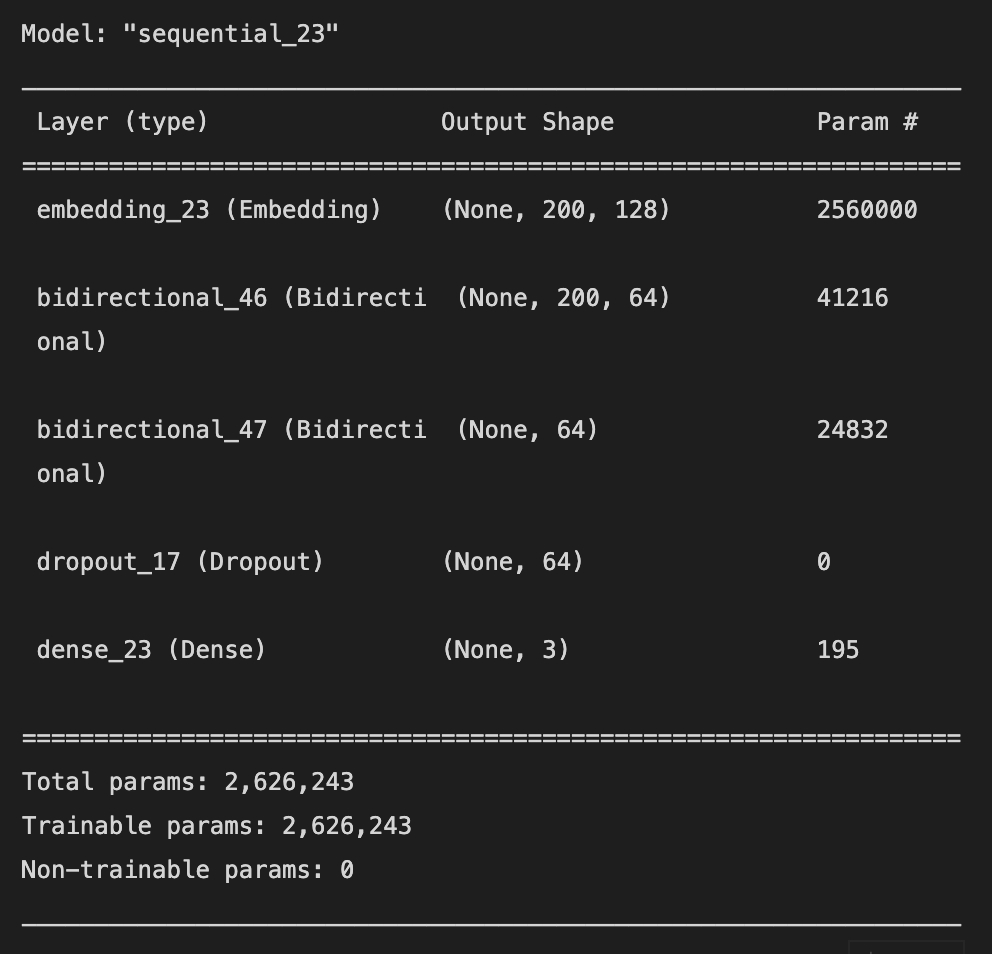 Model: "sequential_23"
_________________________________________________________________
Layer (type)                Output Shape              Param #
=================================================================
embedding_23 (Embedding)    (None, 200, 128)          2560000
bidirectional_46 (Bidirecti  (None, 200, 64)          41216
onal)
bidirectional_47 (Bidirecti  (None, 64)               24832
onal)
dropout_17 (Dropout)        (None, 64)                0
dense_23 (Dense)            (None, 3)                 195
=================================================================
Total params: 2,626,243
Trainable params: 2,626,243
Non-trainable params: 0
_________________________________________________________________